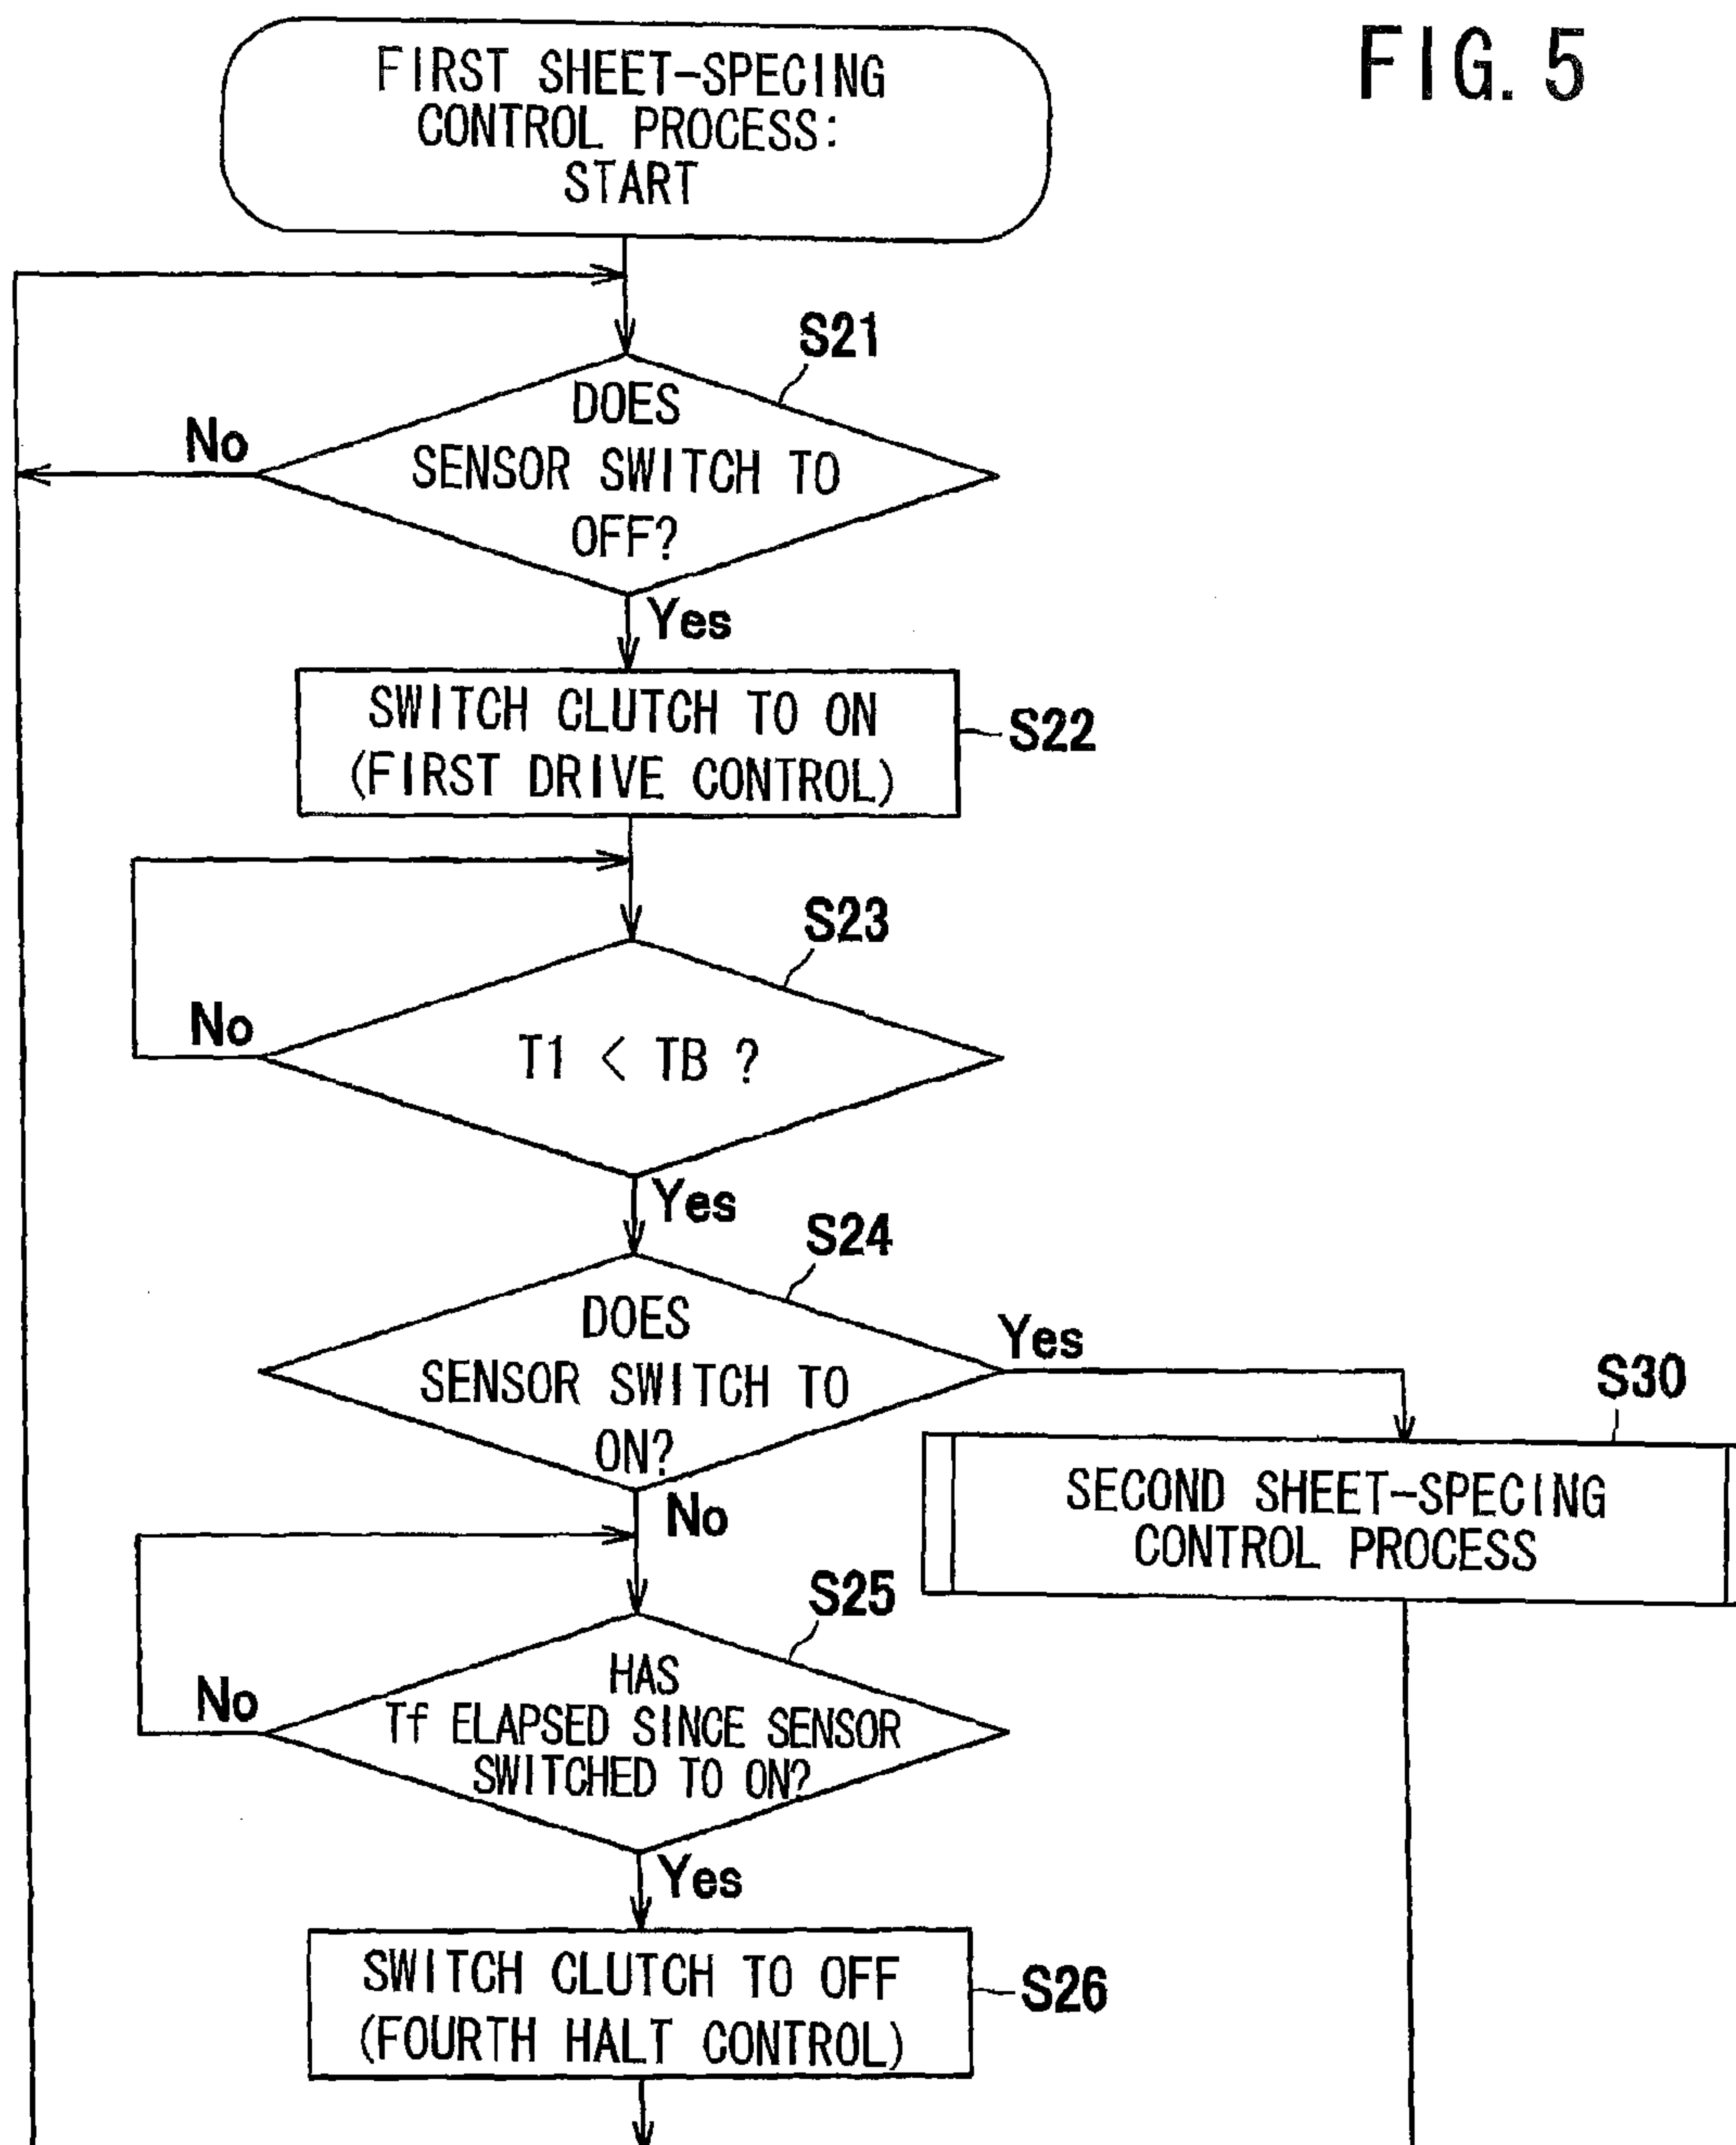 FIG. 5
FIRST SHEET-SPECING
CONTROL PROCESS:
START
S21
DOES
SENSOR SWITCH TO
OFF?
No
Yes
SWITCH CLUTCH TO ON
(FIRST DRIVE CONTROL)
S22
S23
T1 < TB ?
No
Yes
S24
DOES
SENSOR SWITCH TO
ON?
Yes
No
S30
SECOND SHEET-SPECING
CONTROL PROCESS
S25
HAS
Tf ELAPSED SINCE SENSOR
SWITCHED TO ON?
No
Yes
SWITCH CLUTCH TO OFF
(FOURTH HALT CONTROL)
S26